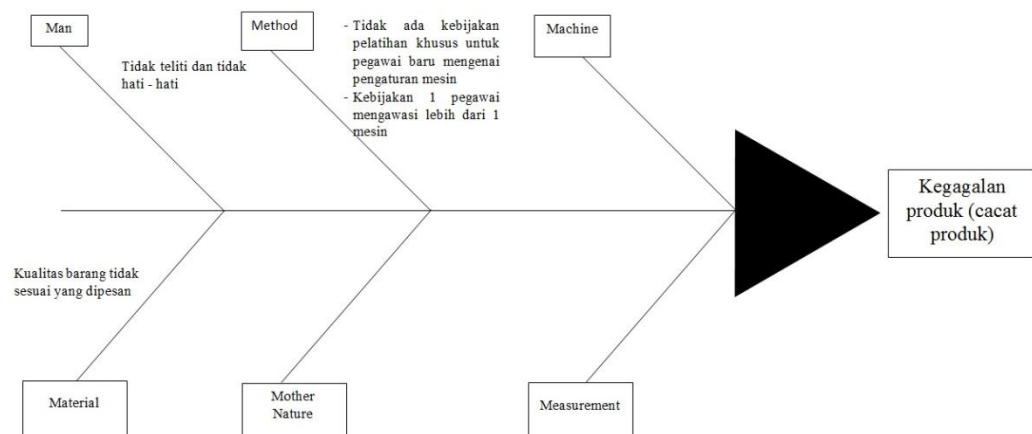 Man
Method
Machine
Tidak teliti dan tidak
hati - hati
- Tidak ada kebijakan
pelatihan khusus untuk
pegawai baru mengenai
pengaturan mesin
- Kebijakan 1 pegawai
mengawasi lebih dari 1
mesin
Kegagalan
produk (cacat
produk)
Kualitas barang tidak
sesuai yang dipesan
Material
Mother
Nature
Measurement